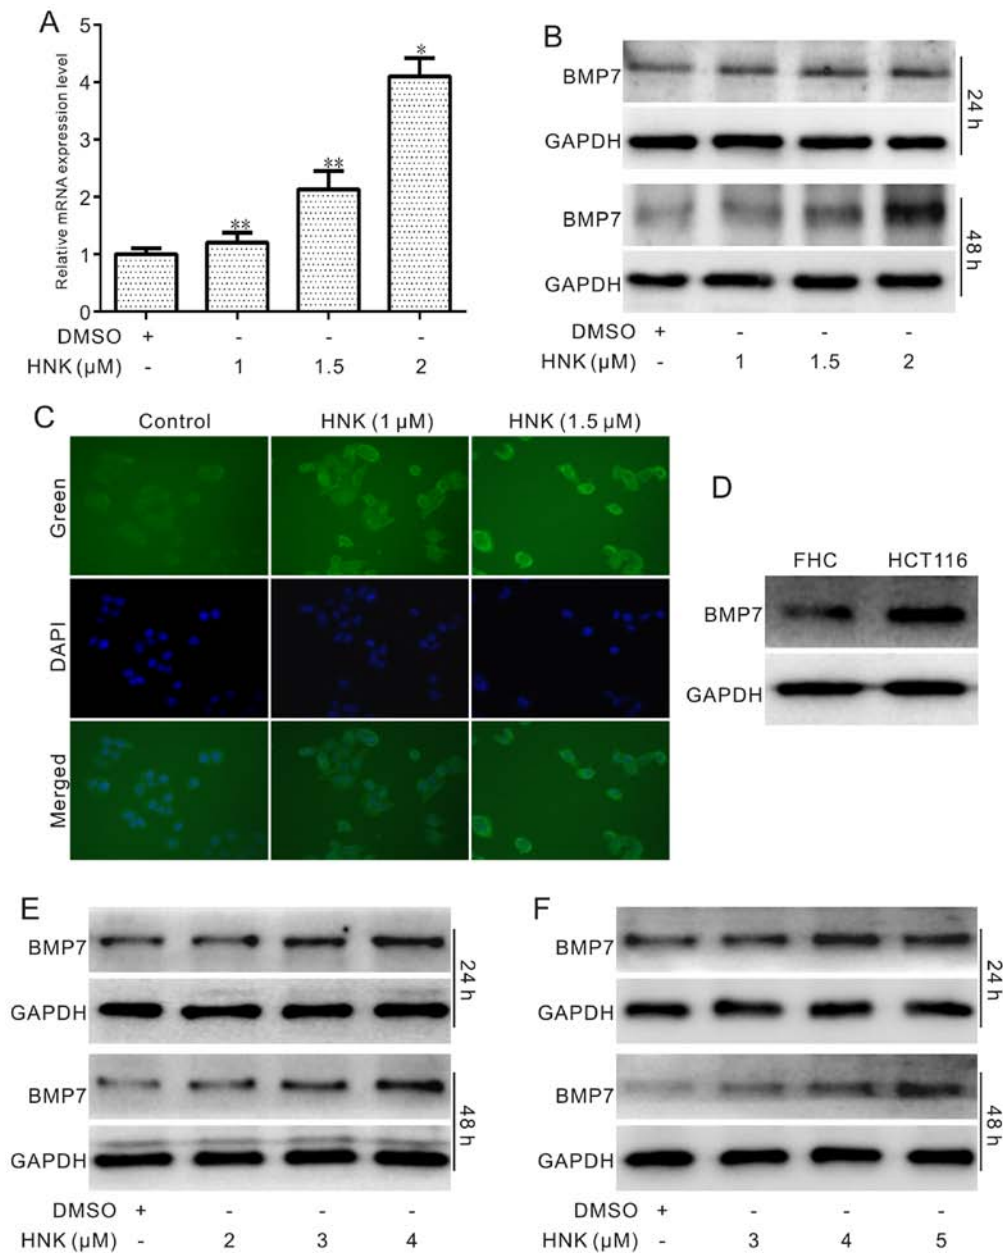 A
Relative mRNA expression level
5
4
3
2
1
0
**
**
*
DMSO + - - -
HNK (μM) - 1 1.5 2
B
BMP7
GAPDH
24 h
BMP7
GAPDH
48 h
DMSO + - - -
HNK (μM) - 1 1.5 2
C
Control HNK (1 μM) HNK (1.5 μM)
Green
DAPI
Merged
D
FHC HCT116
BMP7
GAPDH
E
BMP7
GAPDH
24 h
BMP7
GAPDH
48 h
DMSO + - - -
HNK (μM) - 2 3 4
F
BMP7
GAPDH
24 h
BMP7
GAPDH
48 h
DMSO + - - -
HNK (μM) - 3 4 5